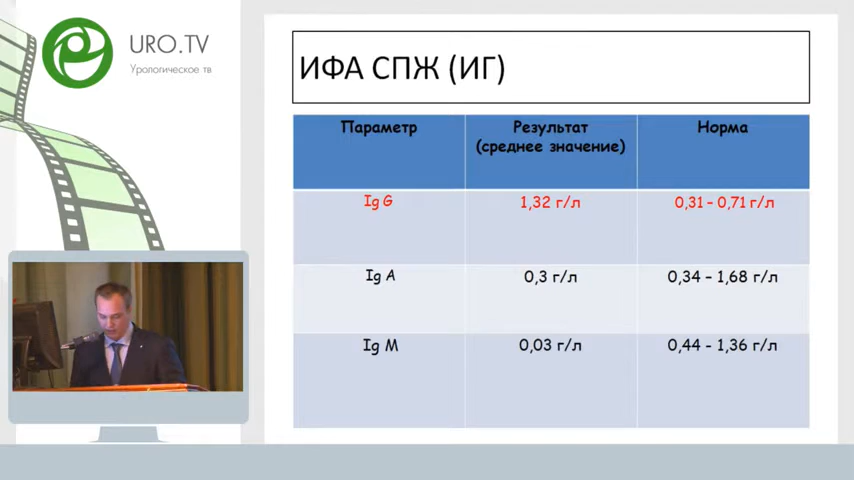 URO.TV
Урологическое тв
ИФА СПЖ (ИГ)
Параметр
Результат
(среднее значение)
Норма
Ig G
1,32 г/л
0,31 – 0,71 г/л
Ig A
0,3 г/л
0,34 – 1,68 г/л
Ig M
0,03 г/л
0,44 - 1,36 г/л